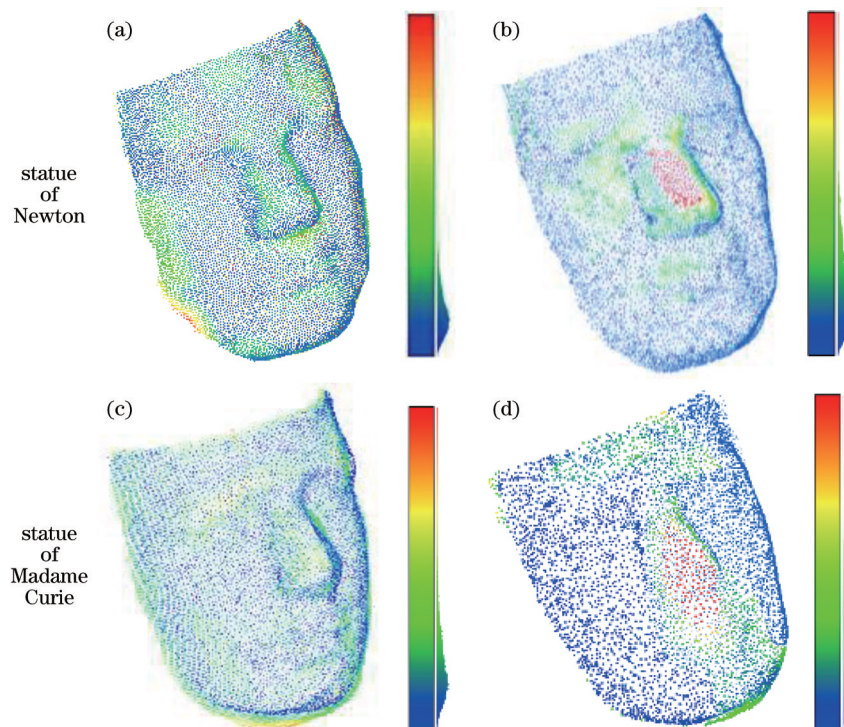 (a)
(b)
statue
of
Newton
(c)
(d)
statue
of
Madame
Curie